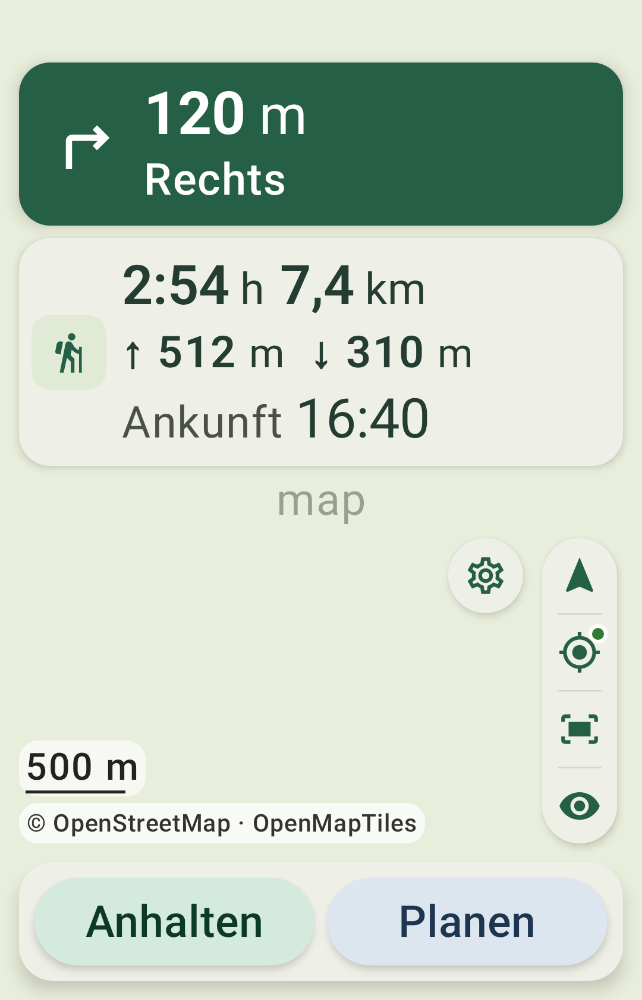 120 m
Rechts
2:54 h 7,4 km
↑ 512 m ↓ 310 m
Ankunft 16:40
map
500 m
© OpenStreetMap · OpenMapTiles
Anhalten
Planen